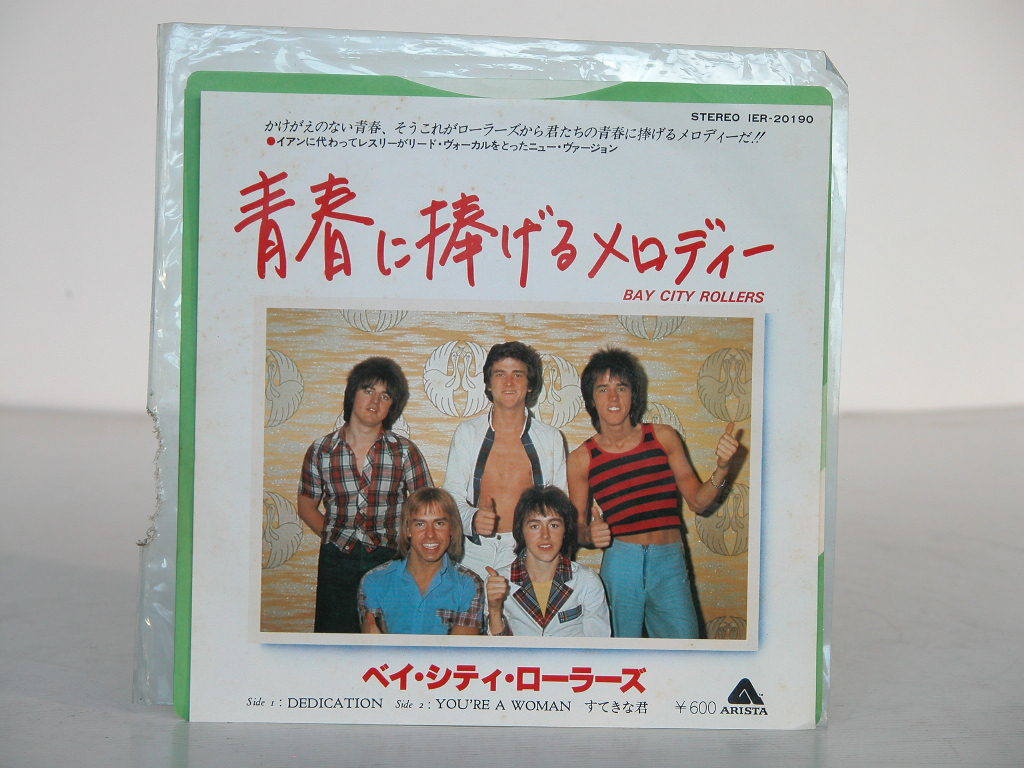 STEREO IER-20190
かけがえのない青春、そうこれがローラーズから君たちの青春に捧げるメロディーだ!!
●イアンに代わってレスリーがリード・ヴォーカルをとったニュー・ヴァージョン
青春に捧げるメロディー
BAY CITY ROLLERS
ベイ・シティ・ローラーズ
Side 1 : DEDICATION Side 2 : YOU'RE A WOMAN すてきな君 ¥600 ARISTA